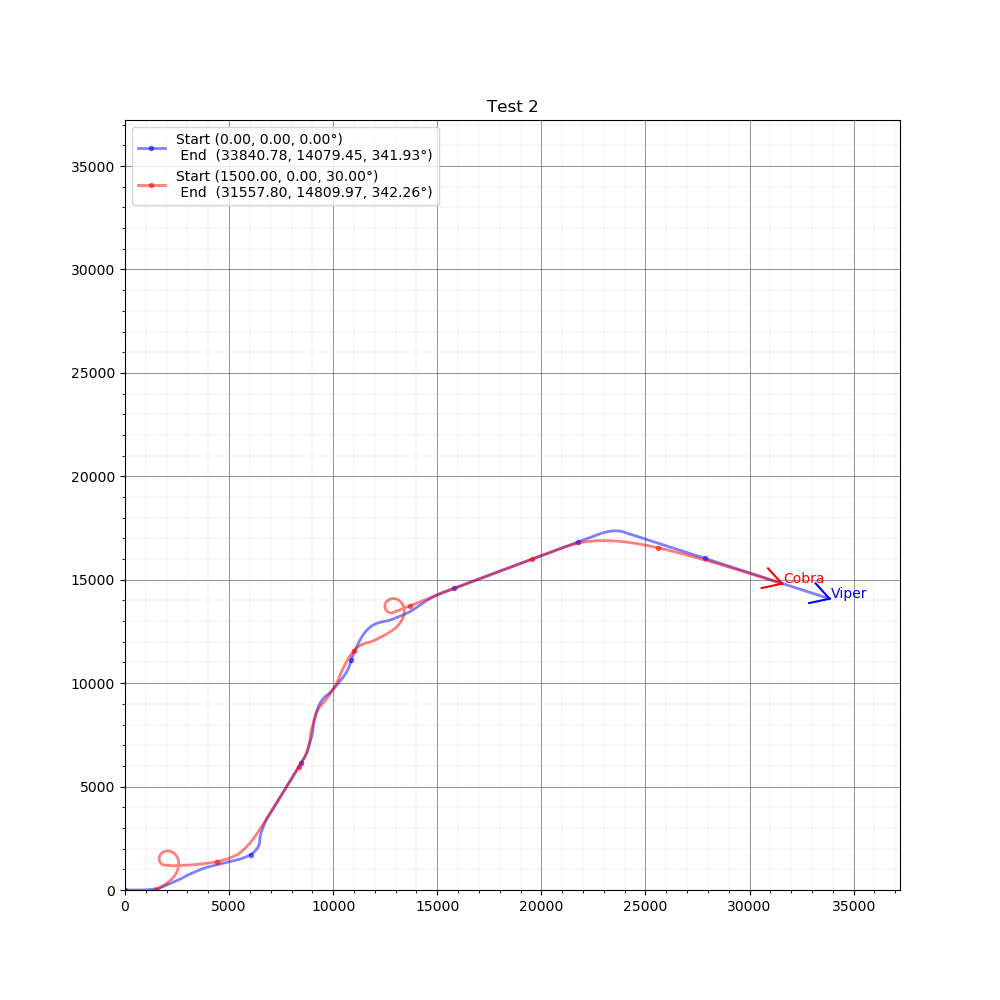 Test 2
Start (0.00, 0.00, 0.00°)
End (33840.78, 14079.45, 341.93°)
Start (1500.00, 0.00, 30.00°)
End (31557.80, 14809.97, 342.26°)
35000
30000
25000
20000
15000
10000
5000
0
Cobra
Viper
0 5000 10000 15000 20000 25000 30000 35000